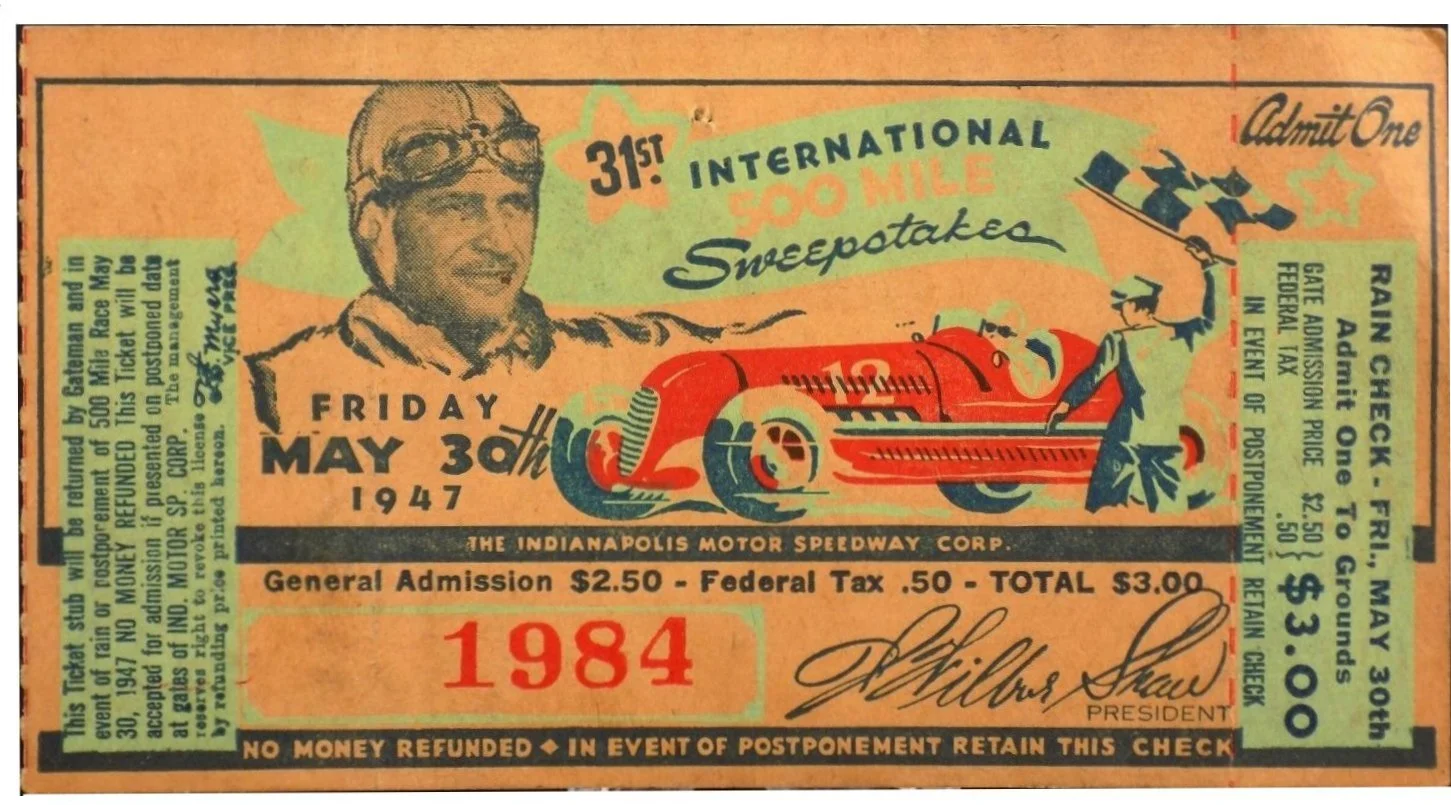 This Ticket stub will be returned by Gateman and in
event of rain or postponement of 500 Mile Race May
30, 1947 NO MONEY REFUNDED This Ticket will be
accepted for admission if presented on postponed date
at gates of IND. MOTOR SP. CORP. The management
reserves right to revoke this license
by refunding price printed hereon. Myers
VICE PRES.
31ST. INTERNATIONAL
500 MILE
Sweepstakes
12
FRIDAY
MAY 30th
1947
THE INDIANAPOLIS MOTOR SPEEDWAY CORP.
General Admission $2.50 - Federal Tax .50 - TOTAL $3.00
1984
Wilbur Shaw
PRESIDENT
NO MONEY REFUNDED ◆ IN EVENT OF POSTPONEMENT RETAIN THIS CHECK
Admit One
RAIN CHECK - FRI., MAY 30th
Admit One To Grounds
GATE ADMISSION PRICE $2.50
FEDERAL TAX .50 } $3.00
IN EVENT OF POSTPONEMENT RETAIN CHECK